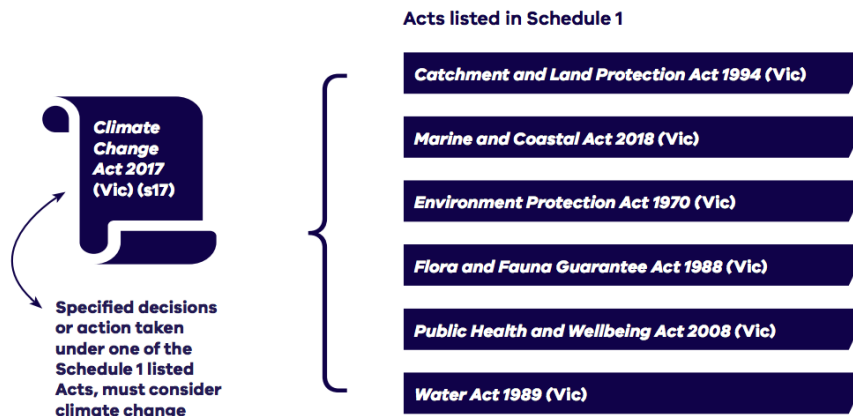 Acts listed in Schedule 1
Climate
Change
Act 2017
(Vic) (s17)
Specified decisions
or action taken
under one of the
Schedule 1 listed
Acts, must consider
climate change
Catchment and Land Protection Act 1994 (Vic)
Marine and Coastal Act 2018 (Vic)
Environment Protection Act 1970 (Vic)
Flora and Fauna Guarantee Act 1988 (Vic)
Public Health and Wellbeing Act 2008 (Vic)
Water Act 1989 (Vic)